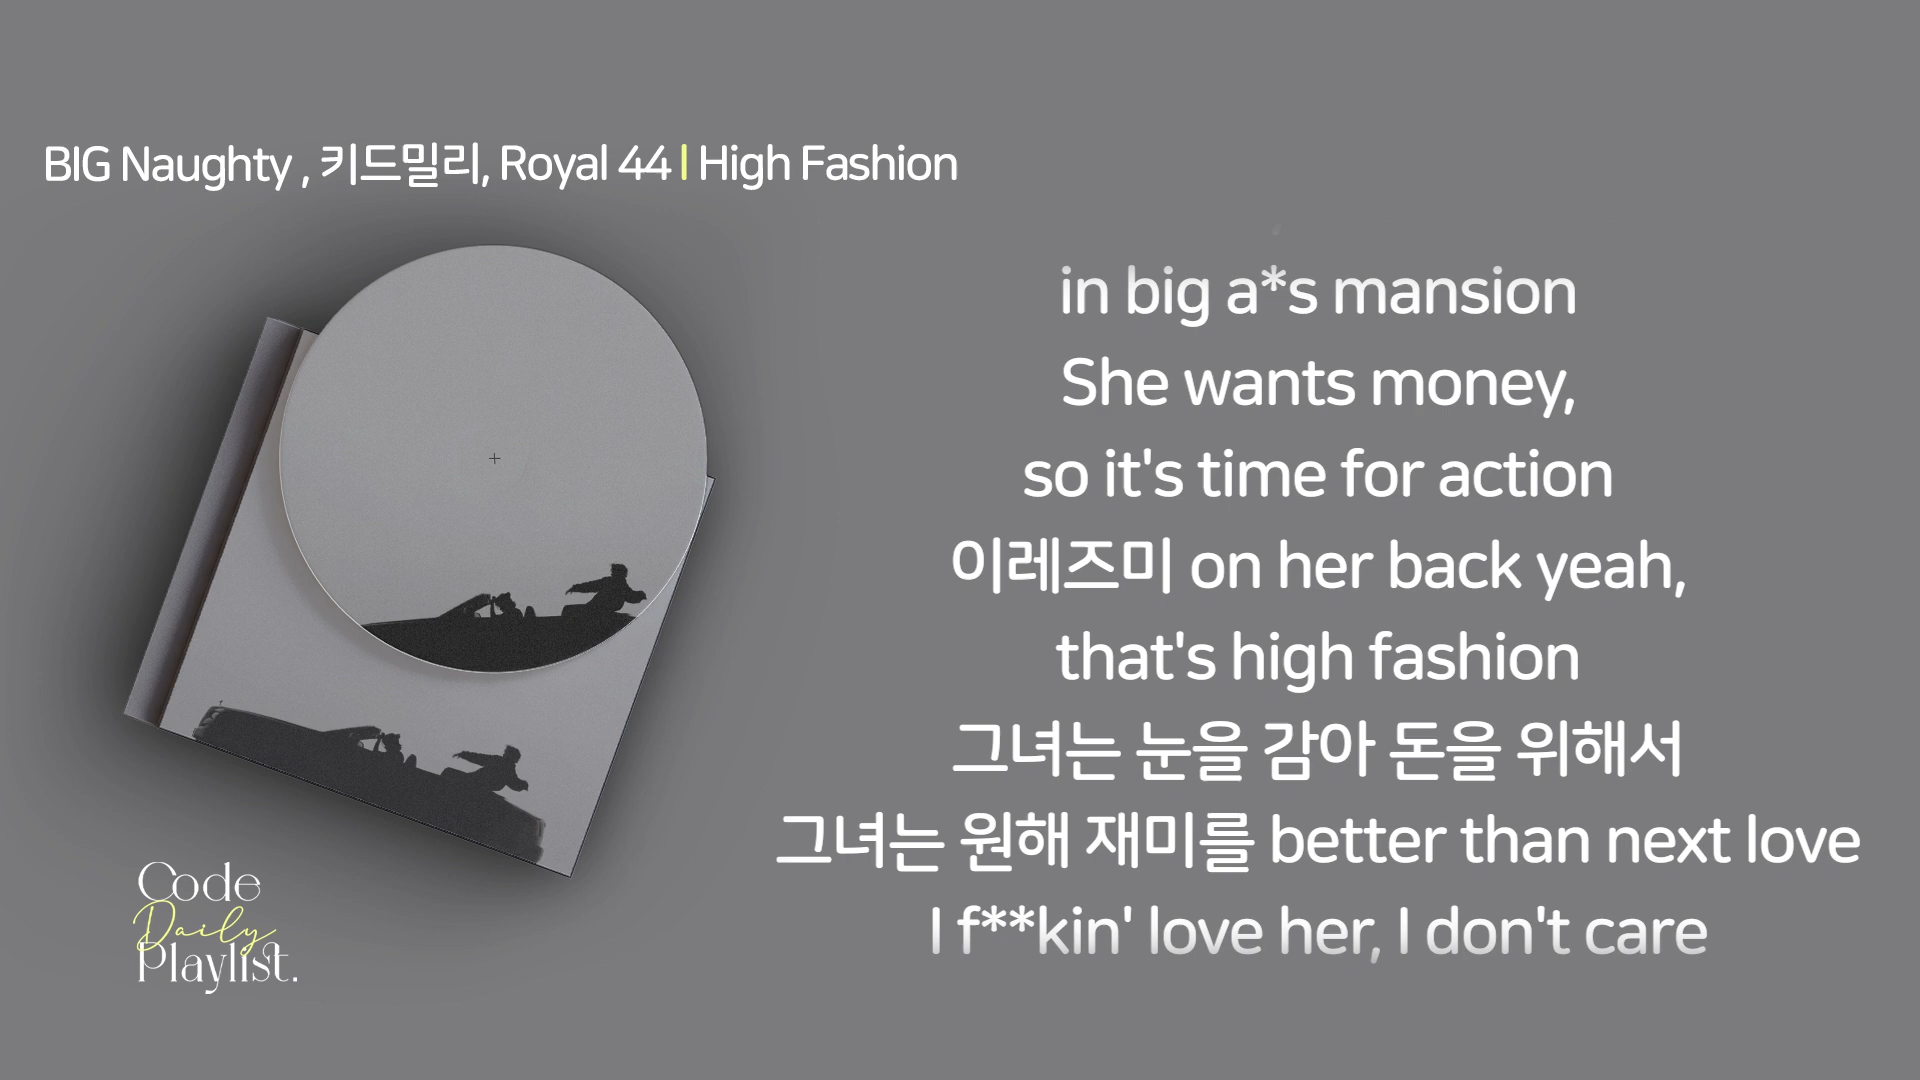 BIG Naughty , 키드밀리, Royal 44 | High Fashion
in big a*s mansion
She wants money,
so it's time for action
이레즈미 on her back yeah,
that's high fashion
그녀는 눈을 감아 돈을 위해서
그녀는 원해 재미를 better than next love
I f**kin' love her, I don't care
Code
Daily
Playlist.